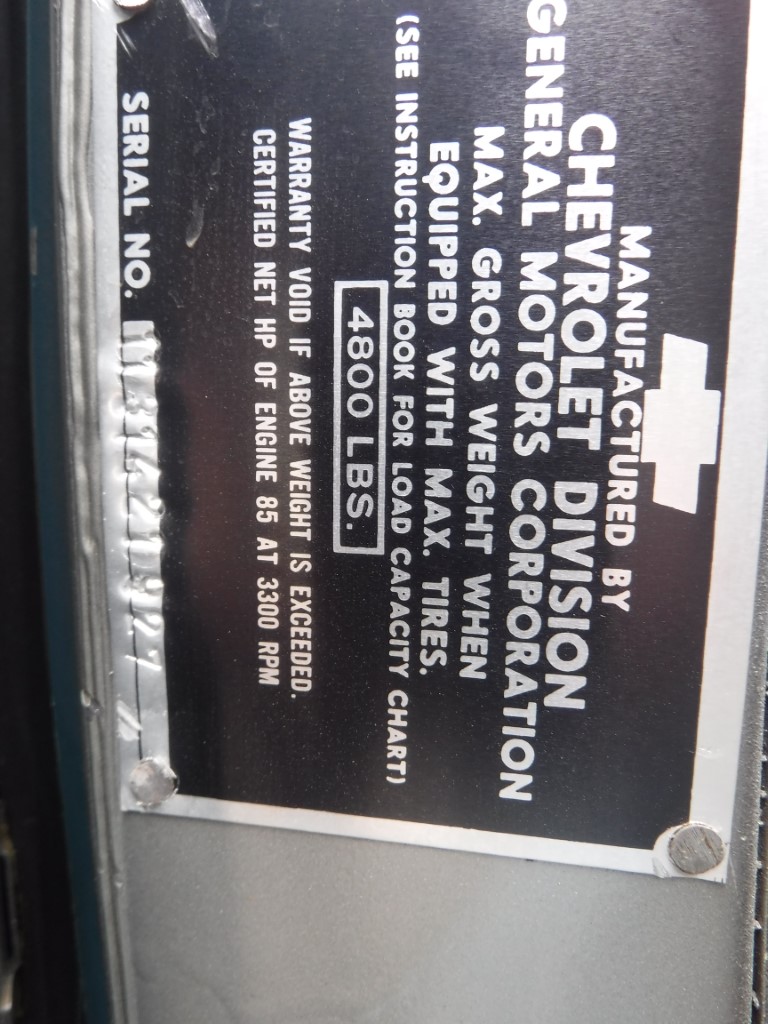 MANUFACTURED BY
CHEVROLET DIVISION
GENERAL MOTORS CORPORATION
MAX. GROSS WEIGHT WHEN
EQUIPPED WITH MAX. TIRES.
(SEE INSTRUCTION BOOK FOR LOAD CAPACITY CHART)
4800 LBS.
WARRANTY VOID IF ABOVE WEIGHT IS EXCEEDED.
CERTIFIED NET HP OF ENGINE 85 AT 3300 RPM
SERIAL NO.